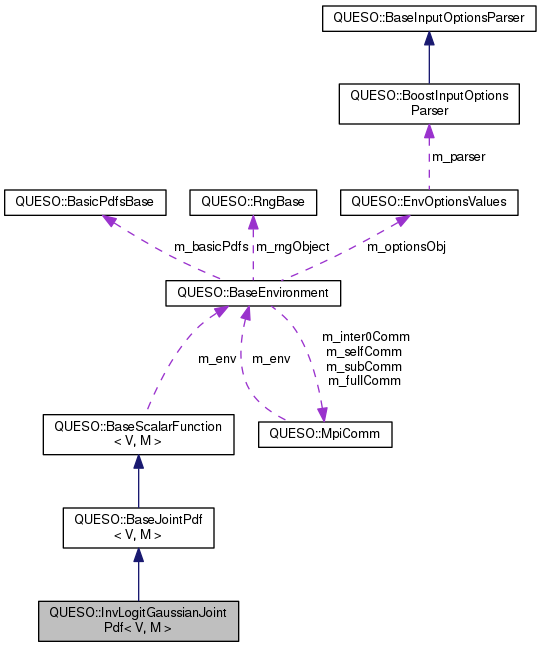 QUESO::BaseInputOptionsParser
QUESO::BoostInputOptions
Parser
m_parser
QUESO::BasicPdfsBase
QUESO::RngBase
QUESO::EnvOptionsValues
m_basicPdfs
m_rngObject
m_optionsObj
QUESO::BaseEnvironment
m_env
m_env
m_inter0Comm
m_selfComm
m_subComm
m_fullComm
QUESO::BaseScalarFunction
< V, M >
QUESO::MpiComm
QUESO::BaseJointPdf
< V, M >
QUESO::InvLogitGaussianJoint
Pdf< V, M >